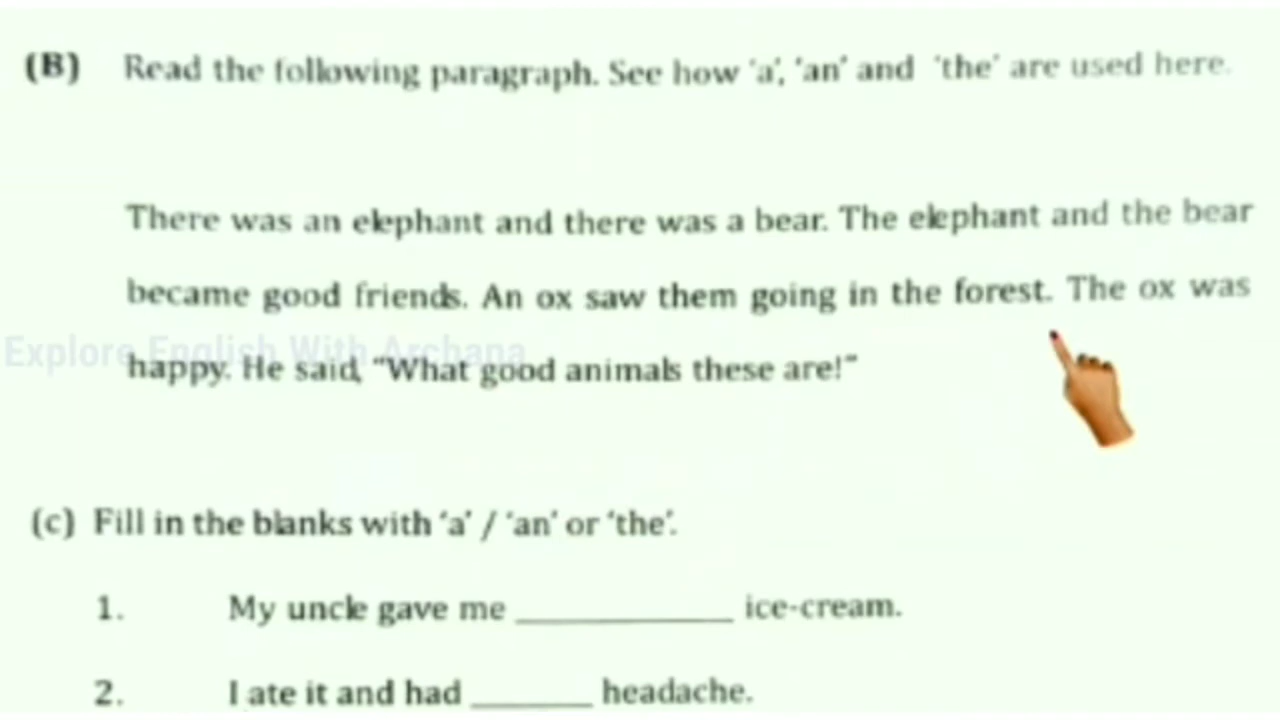 (B) Read the following paragraph. See how 'a', 'an' and 'the' are used here.
There was an elephant and there was a bear. The elephant and the bear
became good friends. An ox saw them going in the forest. The ox was
Explore English With Archana
happy. He said, "What good animals these are!"
(c) Fill in the blanks with 'a' / 'an' or 'the'.
1. My uncle gave me __________ ice-cream.
2. I ate it and had ______ headache.